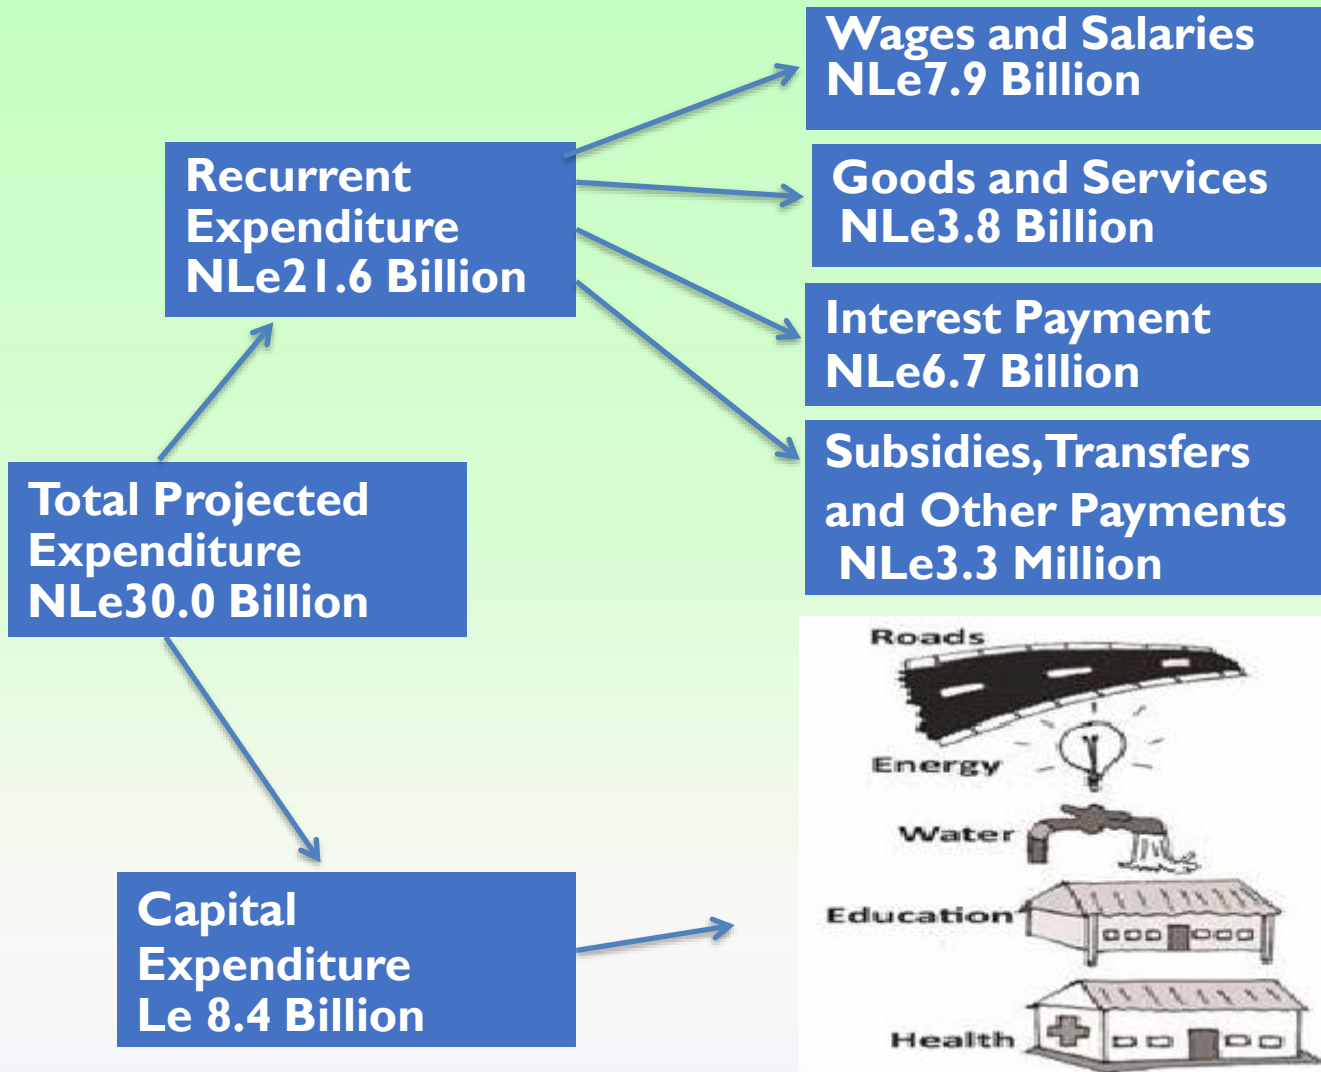 Wages and Salaries
NLe7.9 Billion
Recurrent
Expenditure
NLe21.6 Billion
Goods and Services
NLe3.8 Billion
Interest Payment
NLe6.7 Billion
Subsidies, Transfers
and Other Payments
NLe3.3 Million
Total Projected
Expenditure
NLe30.0 Billion
Capital
Expenditure
Le 8.4 Billion
Roads
Energy
Water
Education
Health